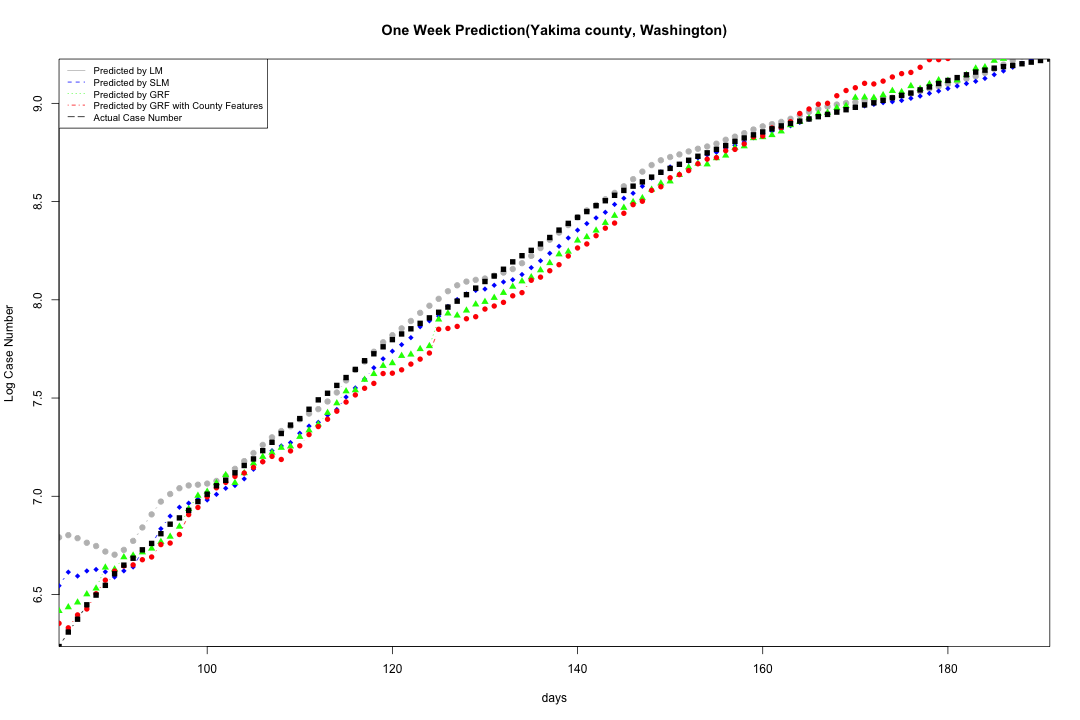 One Week Prediction(Yakima county, Washington)
Predicted by LM
Predicted by SLM
Predicted by GRF
Predicted by GRF with County Features
Actual Case Number
Log Case Number
9.0
8.5
8.0
7.5
7.0
6.5
100 120 140 160 180
days